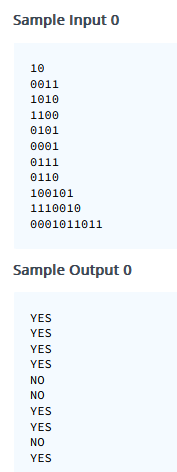 Sample Input 0
10
0011
1010
1100
0101
0001
0111
0110
100101
1110010
0001011011
Sample Output 0
YES
YES
YES
YES
NO
NO
YES
YES
NO
YES